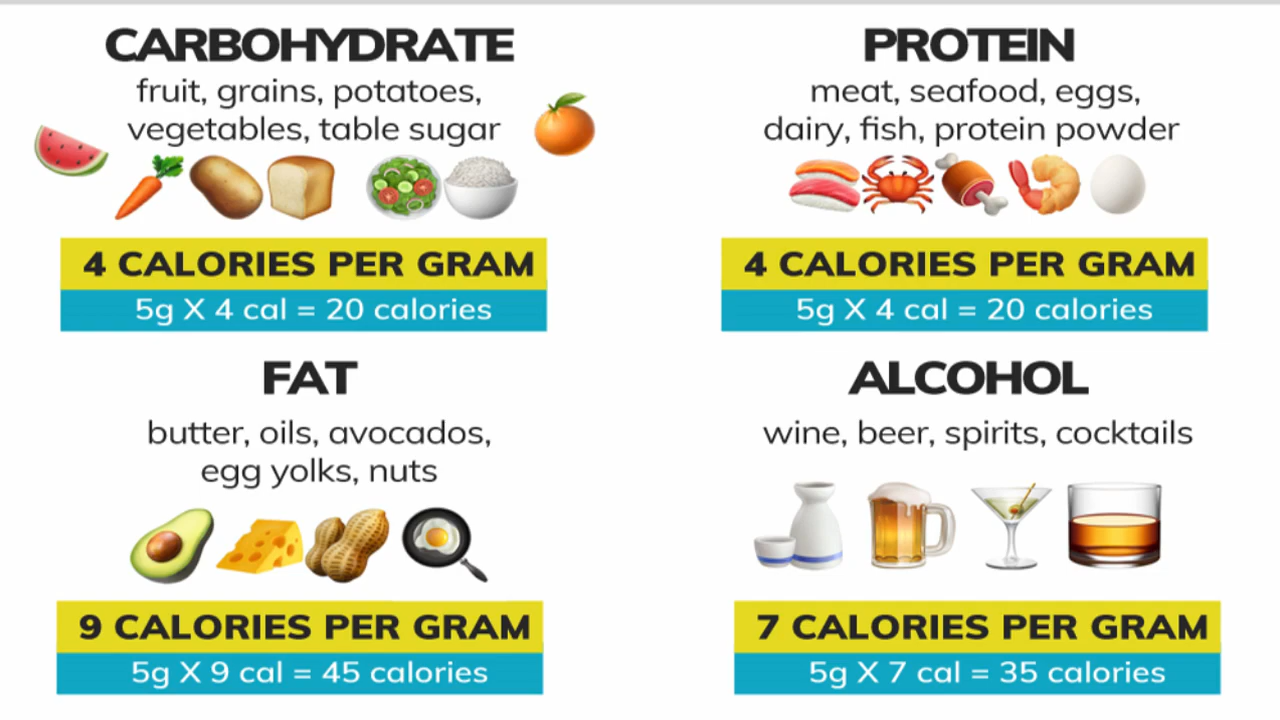 CARBOHYDRATE
fruit, grains, potatoes,
vegetables, table sugar
4 CALORIES PER GRAM
5g X 4 cal = 20 calories
PROTEIN
meat, seafood, eggs,
dairy, fish, protein powder
4 CALORIES PER GRAM
5g X 4 cal = 20 calories
FAT
butter, oils, avocados,
egg yolks, nuts
9 CALORIES PER GRAM
5g X 9 cal = 45 calories
ALCOHOL
wine, beer, spirits, cocktails
7 CALORIES PER GRAM
5g X 7 cal = 35 calories